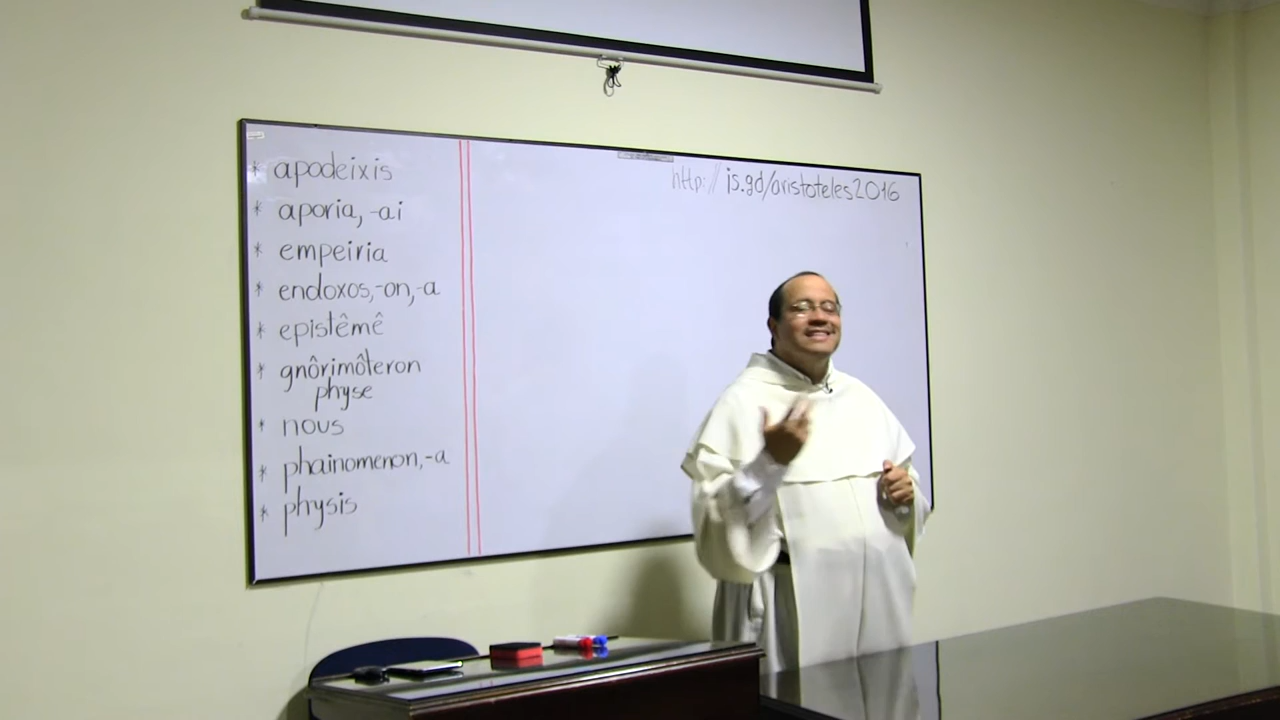 * apodeixis
* aporia, -ai
* empeiria
* endoxos, -on, -a
* epistêmê
* gnôrimôteron
physe
* nous
* phainomenon, -a
* physis
http://is.gd/aristoteles2016